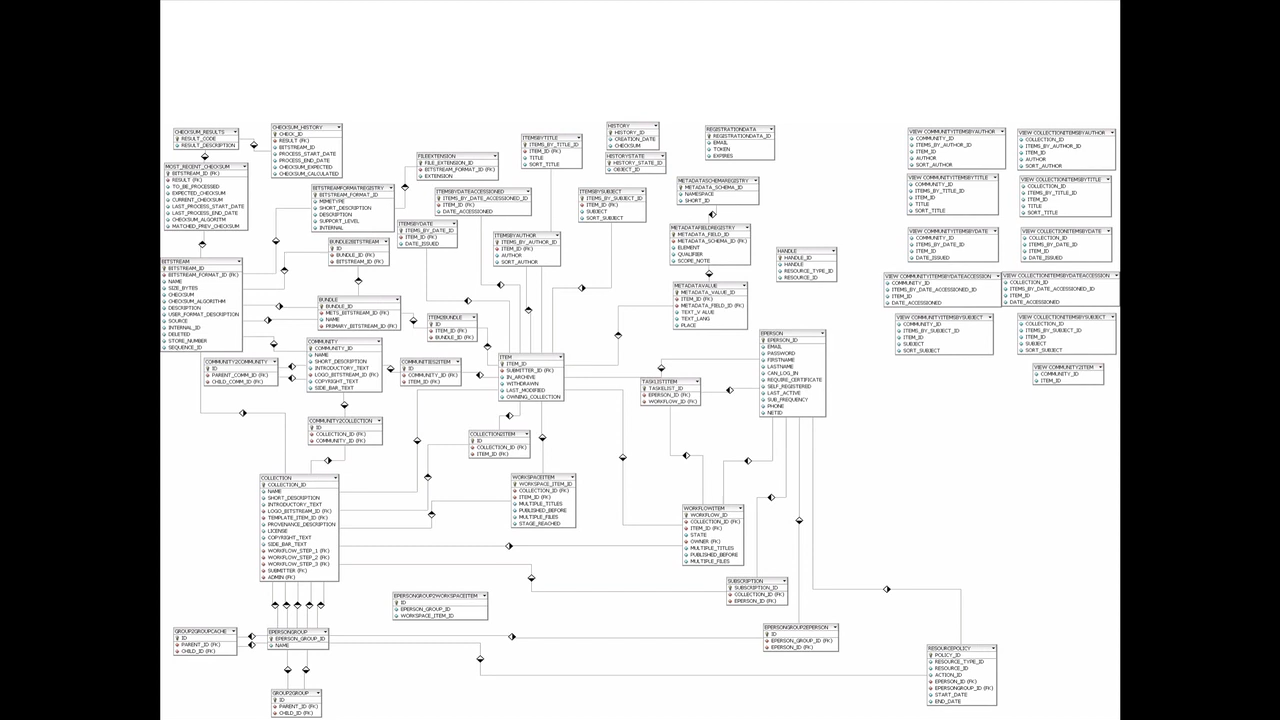 CHECKSUM_RESULTS
RESULT_CODE
RESULT_DESCRIPTION
CHECKSUM_HISTORY
CHECK_ID
RESULT (FK)
BITSTREAM_ID
PROCESS_START_DATE
PROCESS_END_DATE
CHECKSUM_EXPECTED
CHECKSUM_CALCULATED
MOST_RECENT_CHECKSUM
BITSTREAM_ID (FK)
RESULT (FK)
TO_BE_PROCESSED
EXPECTED_CHECKSUM
CURRENT_CHECKSUM
LAST_PROCESS_START_DATE
LAST_PROCESS_END_DATE
CHECKSUM_ALGORITHM
MATCHED_PREV_CHECKSUM
BITSTREAMFORMATREGISTRY
BITSTREAM_FORMAT_ID
MIMETYPE
SHORT_DESCRIPTION
DESCRIPTION
SUPPORT_LEVEL
INTERNAL
FILEEXTENSION
FILE_EXTENSION_ID
BITSTREAM_FORMAT_ID (FK)
EXTENSION
ITEMSBYTITLE
ITEMS_BY_TITLE_ID
ITEM_ID (FK)
TITLE
SORT_TITLE
HISTORY
HISTORY_ID
CREATION_DATE
CHECKSUM
HISTORYSTATE
HISTORY_STATE_ID
OBJECT_ID
REGISTRATIONDATA
REGISTRATIONDATA_ID
EMAIL
TOKEN
EXPIRES
VIEW COMMUNITYITEMSBYAUTHOR
COMMUNITY_ID
ITEMS_BY_AUTHOR_ID
ITEM_ID
AUTHOR
SORT_AUTHOR
VIEW COLLECTIONITEMSBYAUTHOR
COLLECTION_ID
ITEMS_BY_AUTHOR_ID
ITEM_ID
AUTHOR
SORT_AUTHOR
ITEMSBYDATEACCESSIONED
ITEMS_BY_DATE_ACCESSIONED_ID
ITEM_ID (FK)
DATE_ACCESSIONED
ITEMSBYDATE
ITEMS_BY_DATE_ID
ITEM_ID (FK)
DATE_ISSUED
ITEMSBYSUBJECT
ITEMS_BY_SUBJECT_ID
ITEM_ID (FK)
SUBJECT
SORT_SUBJECT
METADATASCHEMAREGISTRY
METADATA_SCHEMA_ID
NAMESPACE
SHORT_ID
VIEW COMMUNITYITEMSBYTITLE
COMMUNITY_ID
ITEMS_BY_TITLE_ID
ITEM_ID
TITLE
SORT_TITLE
VIEW COLLECTIONITEMSBYTITLE
COLLECTION_ID
ITEMS_BY_TITLE_ID
ITEM_ID
TITLE
SORT_TITLE
BUNDLE2BITSTREAM
ID
BUNDLE_ID (FK)
BITSTREAM_ID (FK)
ITEMSBYAUTHOR
ITEMS_BY_AUTHOR_ID
ITEM_ID (FK)
AUTHOR
SORT_AUTHOR
METADATAFIELDREGISTRY
METADATA_FIELD_ID
METADATA_SCHEMA_ID (FK)
ELEMENT
QUALIFIER
SCOPE_NOTE
HANDLE
HANDLE_ID
HANDLE
RESOURCE_TYPE_ID
RESOURCE_ID
VIEW COMMUNITYITEMSBYDATE
COMMUNITY_ID
ITEMS_BY_DATE_ID
ITEM_ID
DATE_ISSUED
VIEW COLLECTIONITEMSBYDATE
COLLECTION_ID
ITEMS_BY_DATE_ID
ITEM_ID
DATE_ISSUED
BITSTREAM
BITSTREAM_ID
BITSTREAM_FORMAT_ID (FK)
NAME
SIZE_BYTES
CHECKSUM
CHECKSUM_ALGORITHM
DESCRIPTION
USER_FORMAT_DESCRIPTION
SOURCE
INTERNAL_ID
DELETED
STORE_NUMBER
SEQUENCE_ID
BUNDLE
BUNDLE_ID
METS_BITSTREAM_ID (FK)
NAME
PRIMARY_BITSTREAM_ID (FK)
ITEM2BUNDLE
ID
ITEM_ID (FK)
BUNDLE_ID (FK)
METADATAVALUE
METADATA_VALUE_ID
ITEM_ID (FK)
METADATA_FIELD_ID (FK)
TEXT_VALUE
TEXT_LANG
PLACE
VIEW COMMUNITYITEMSBYDATEACCESSION
COMMUNITY_ID
ITEMS_BY_DATE_ACCESSIONED_ID
ITEM_ID
DATE_ACCESSIONED
VIEW COLLECTIONITEMSBYDATEACCESSION
COLLECTION_ID
ITEMS_BY_DATE_ACCESSIONED_ID
ITEM_ID
DATE_ACCESSIONED
VIEW COMMUNITYITEMSBYSUBJECT
COMMUNITY_ID
ITEMS_BY_SUBJECT_ID
ITEM_ID
SUBJECT
SORT_SUBJECT
VIEW COLLECTIONITEMSBYSUBJECT
COLLECTION_ID
ITEMS_BY_SUBJECT_ID
ITEM_ID
SUBJECT
SORT_SUBJECT
COMMUNITY2COMMUNITY
ID
PARENT_COMM_ID (FK)
CHILD_COMM_ID (FK)
COMMUNITY
COMMUNITY_ID
NAME
SHORT_DESCRIPTION
INTRODUCTORY_TEXT
LOGO_BITSTREAM_ID (FK)
COPYRIGHT_TEXT
SIDE_BAR_TEXT
COMMUNITIES2ITEM
ID
COMMUNITY_ID (FK)
ITEM_ID (FK)
ITEM
ITEM_ID
SUBMITTER_ID (FK)
IN_ARCHIVE
WITHDRAWN
LAST_MODIFIED
OWNING_COLLECTION
TASKLISTITEM
TASKLIST_ID
EPERSON_ID (FK)
WORKFLOW_ID (FK)
EPERSON
EPERSON_ID
EMAIL
PASSWORD
FIRSTNAME
LASTNAME
CAN_LOG_IN
REQUIRE_CERTIFICATE
SELF_REGISTERED
LAST_ACTIVE
SUB_FREQUENCY
PHONE
NETID
VIEW COMMUNITY2ITEM
COMMUNITY_ID
ITEM_ID
COMMUNITY2COLLECTION
ID
COLLECTION_ID (FK)
COMMUNITY_ID (FK)
COLLECTION2ITEM
ID
COLLECTION_ID (FK)
ITEM_ID (FK)
COLLECTION
COLLECTION_ID
NAME
SHORT_DESCRIPTION
INTRODUCTORY_TEXT
LOGO_BITSTREAM_ID (FK)
TEMPLATE_ITEM_ID (FK)
PROVENANCE_DESCRIPTION
LICENSE
COPYRIGHT_TEXT
SIDE_BAR_TEXT
WORKFLOW_STEP_1 (FK)
WORKFLOW_STEP_2 (FK)
WORKFLOW_STEP_3 (FK)
SUBMITTER (FK)
ADMIN (FK)
WORKSPACEITEM
WORKSPACE_ITEM_ID
COLLECTION_ID (FK)
ITEM_ID (FK)
MULTIPLE_TITLES
PUBLISHED_BEFORE
MULTIPLE_FILES
STAGE_REACHED
WORKFLOWITEM
WORKFLOW_ID
COLLECTION_ID (FK)
ITEM_ID (FK)
STATE
OWNER (FK)
MULTIPLE_TITLES
PUBLISHED_BEFORE
MULTIPLE_FILES
SUBSCRIPTION
SUBSCRIPTION_ID
COLLECTION_ID (FK)
EPERSON_ID (FK)
EPERSONGROUP2WORKSPACEITEM
ID
EPERSON_GROUP_ID
WORKSPACE_ITEM_ID
GROUP2GROUPCACHE
ID
PARENT_ID (FK)
CHILD_ID (FK)
EPERSONGROUP
EPERSON_GROUP_ID
NAME
EPERSONGROUP2EPERSON
ID
EPERSON_GROUP_ID (FK)
EPERSON_ID (FK)
RESOURCEPOLICY
POLICY_ID
RESOURCE_TYPE_ID
RESOURCE_ID
ACTION_ID
EPERSON_ID (FK)
EPERSONGROUP_ID (FK)
START_DATE
END_DATE
GROUP2GROUP
ID
PARENT_ID (FK)
CHILD_ID (FK)